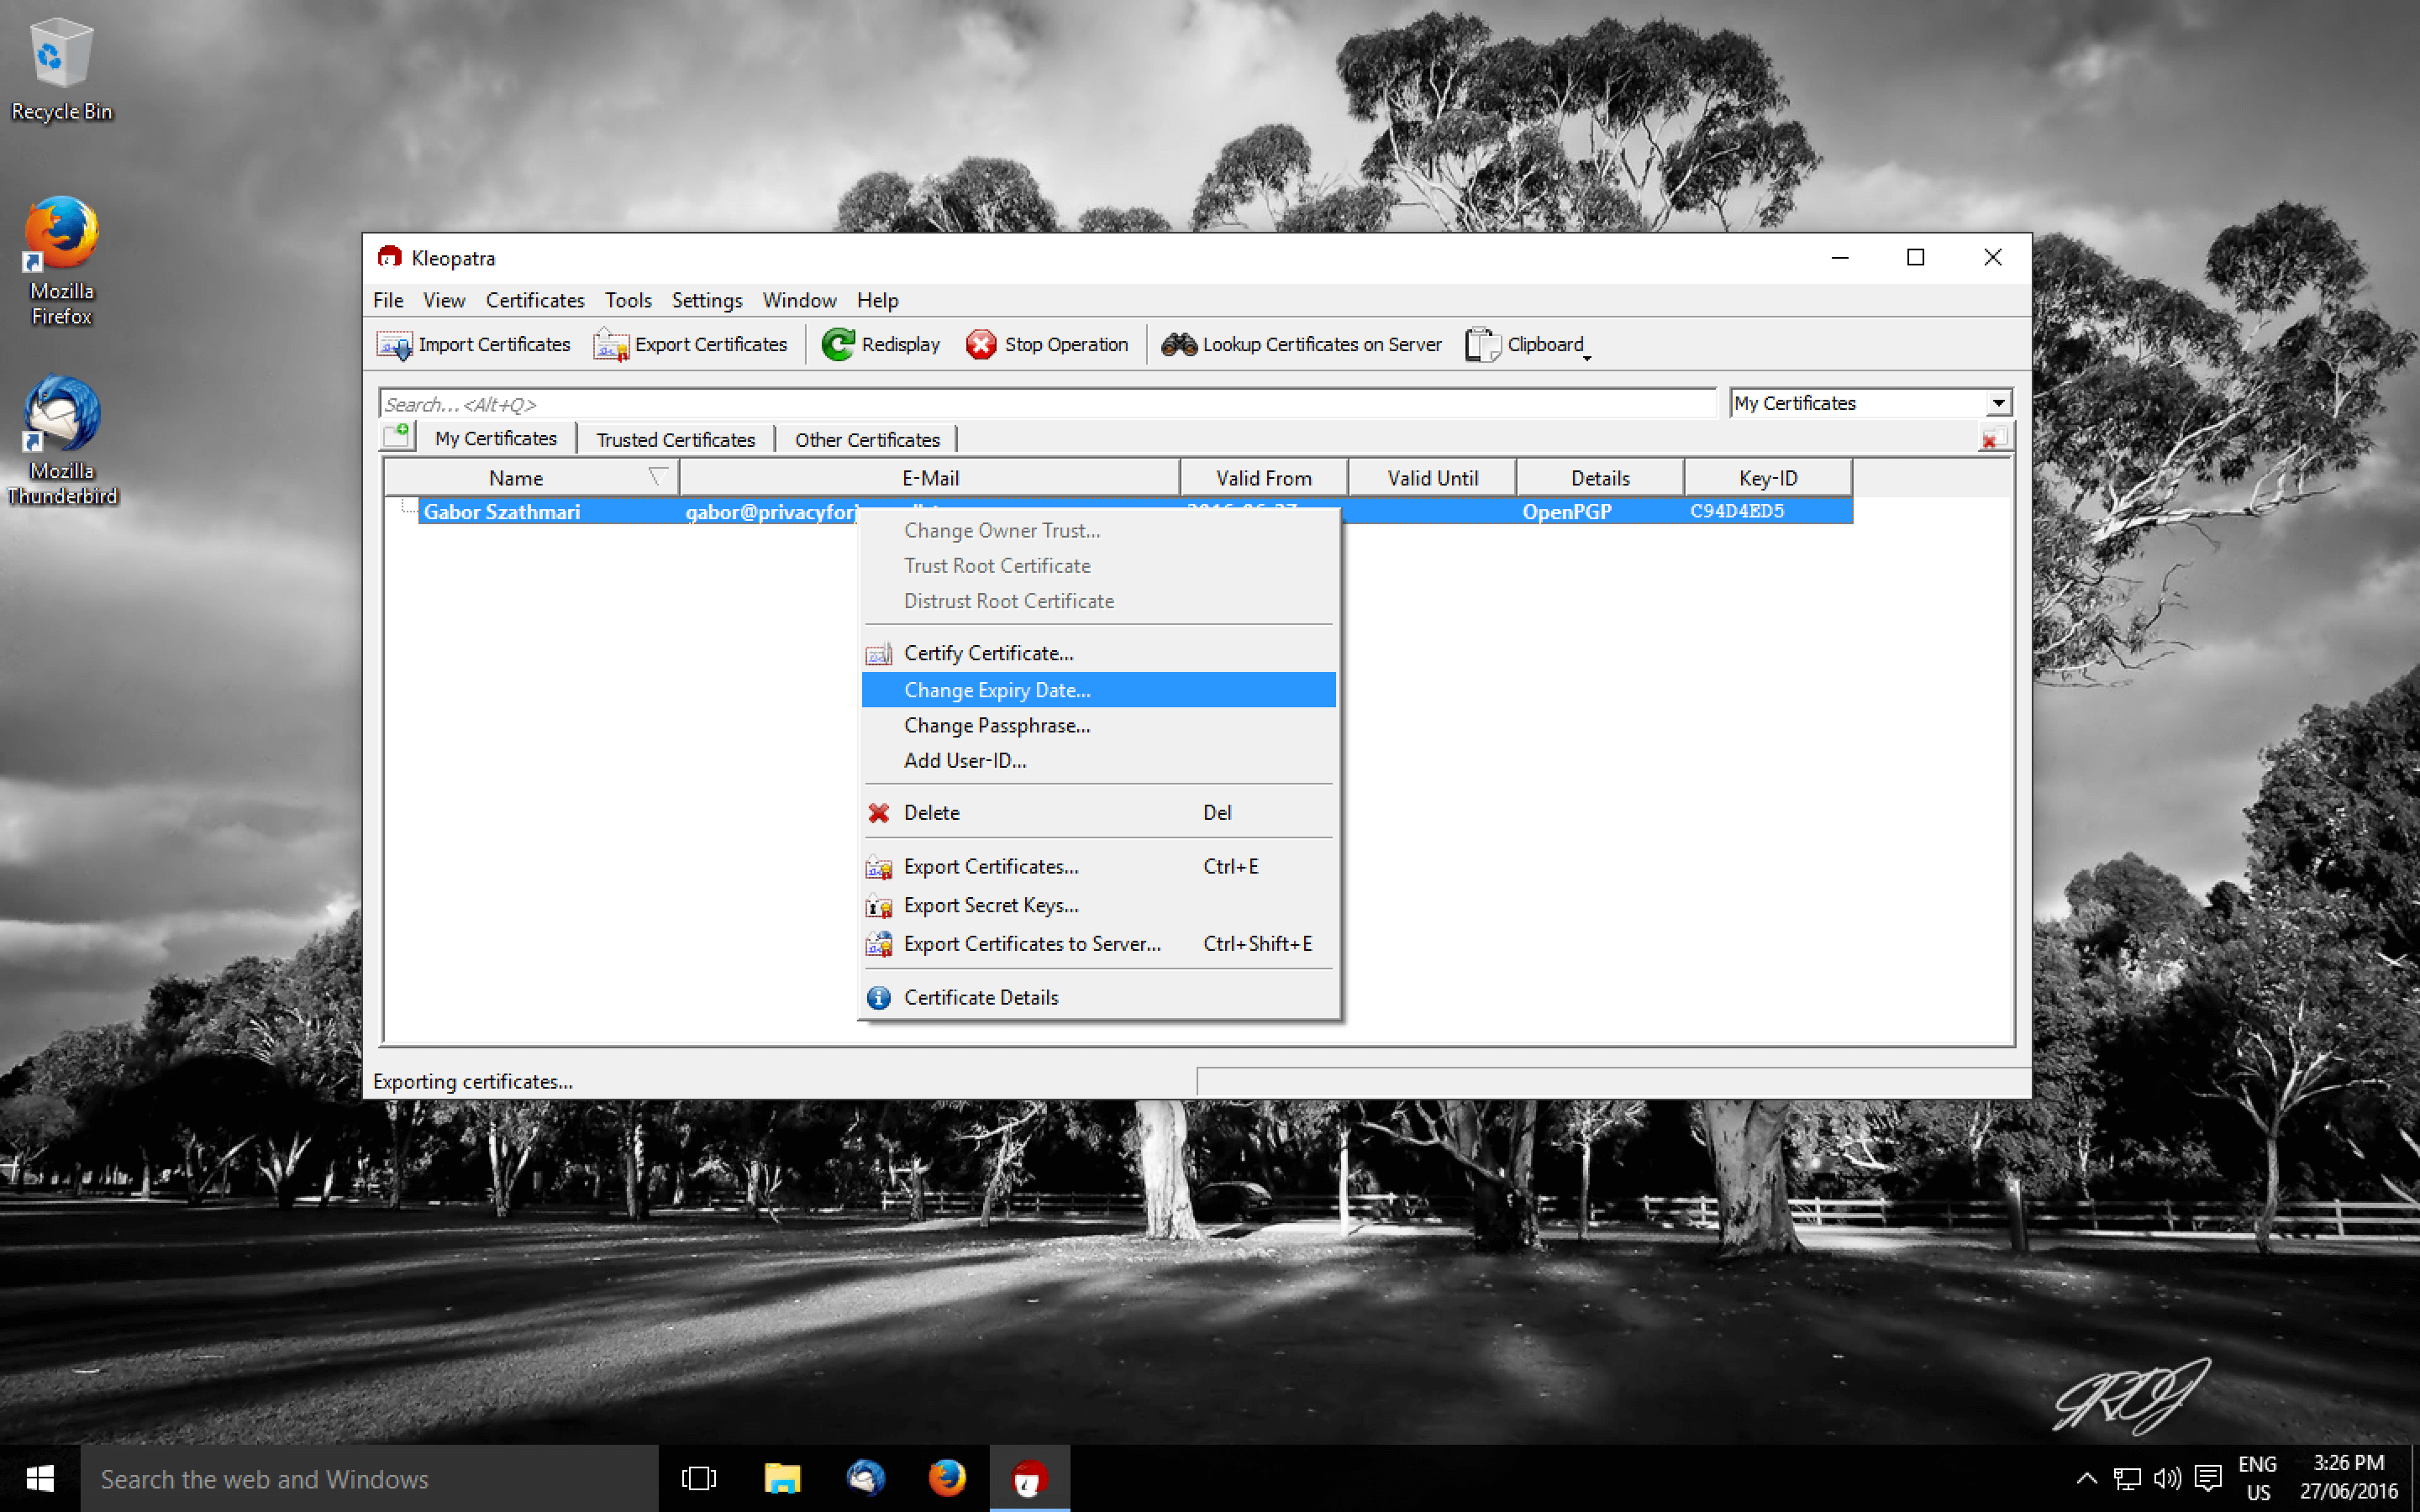 Recycle Bin
Mozilla
Firefox
Mozilla
Thunderbird
Kleopatra
File View Certificates Tools Settings Window Help
Import Certificates Export Certificates Redisplay Stop Operation Lookup Certificates on Server Clipboard
Search... <Alt+Q> My Certificates
My Certificates Trusted Certificates Other Certificates
Name E-Mail Valid From Valid Until Details Key-ID
Gabor Szathmari OpenPGP C94D4ED5
Change Owner Trust...
Trust Root Certificate
Distrust Root Certificate
Certify Certificate...
Change Expiry Date...
Change Passphrase...
Add User-ID...
Delete Del
Export Certificates... Ctrl+E
Export Secret Keys...
Export Certificates to Server... Ctrl+Shift+E
Certificate Details
Exporting certificates...
Search the web and Windows
ENG
US
3:26 PM
27/06/2016